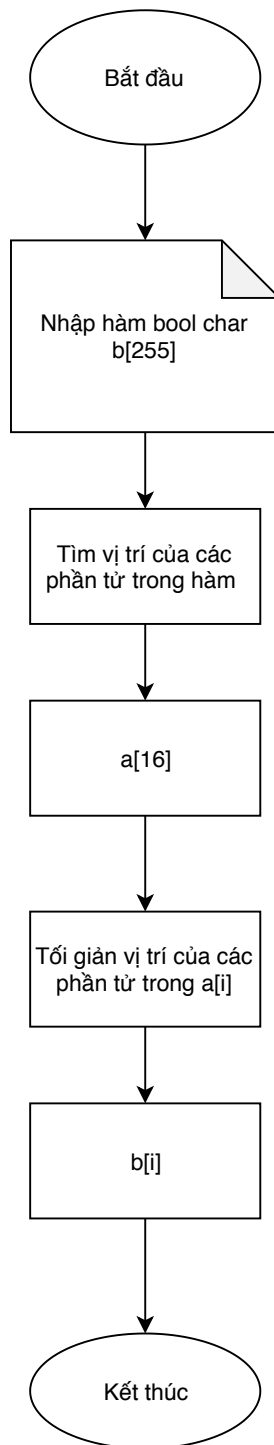 Bắt đầu
Nhập hàm bool char
b[255]
Tìm vị trí của các
phần tử trong hàm
a[16]
Tối giản vị trí của các
phần tử trong a[i]
b[i]
Kết thúc